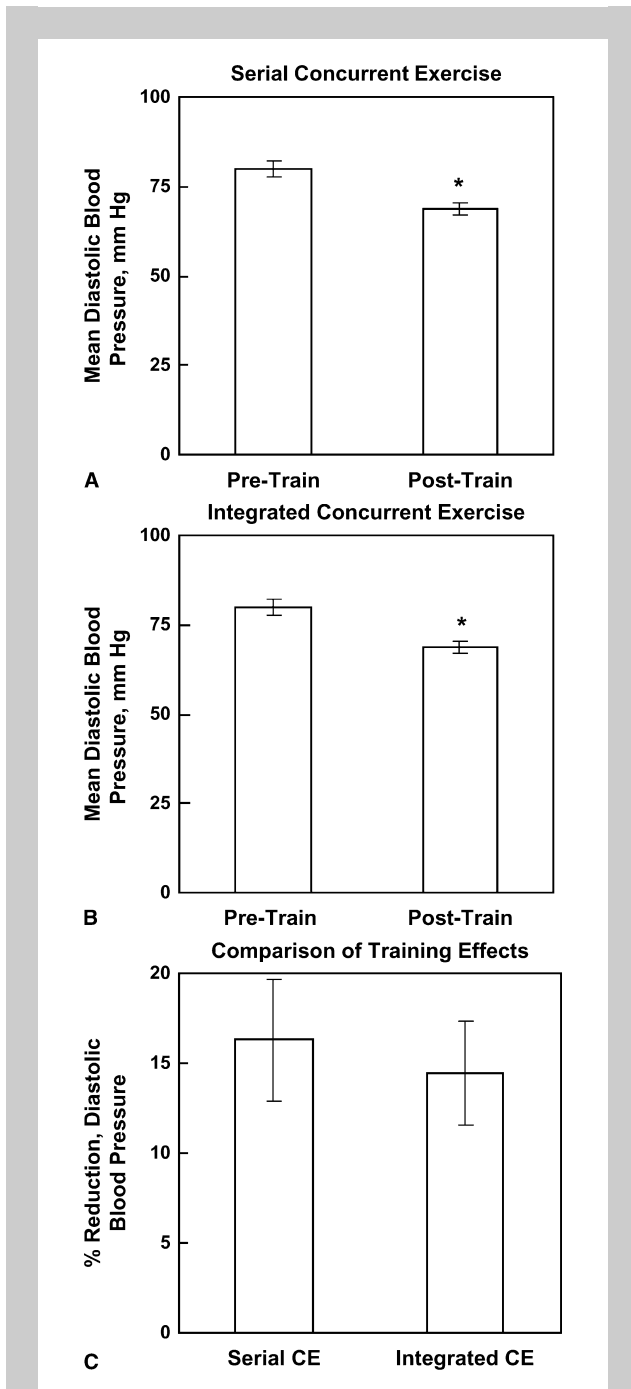 Serial Concurrent Exercise
100
75
50
25
0
Mean Diastolic Blood
Pressure, mm Hg
*
A
Pre-Train Post-Train
Integrated Concurrent Exercise
100
75
50
25
0
Mean Diastolic Blood
Pressure, mm Hg
*
B
Pre-Train Post-Train
Comparison of Training Effects
20
15
10
5
0
% Reduction, Diastolic
Blood Pressure
C
Serial CE Integrated CE